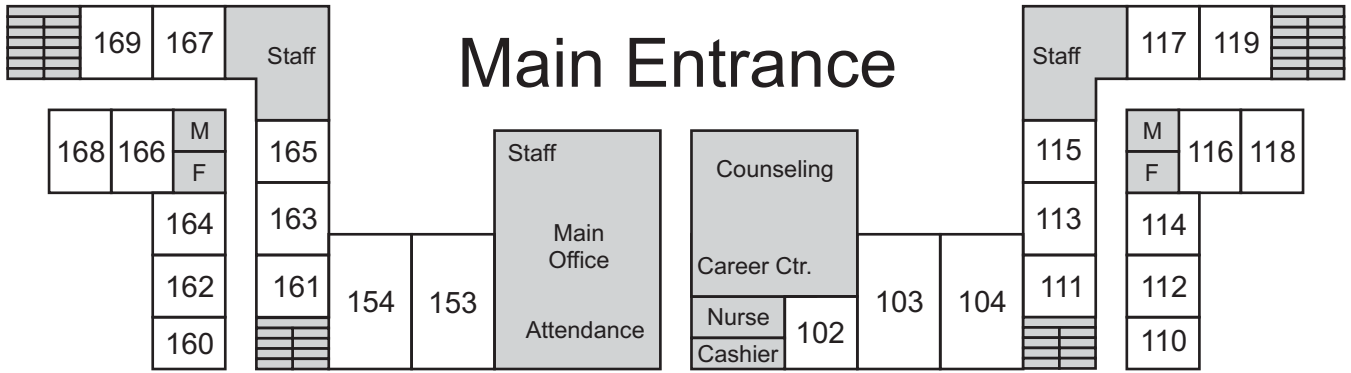 Main Entrance
169
167
Staff
168
166
M
F
165
164
163
162
161
160
154
153
Staff
Main
Office
Attendance
Counseling
Career Ctr.
Nurse
Cashier
102
103
104
Staff
117
119
115
M
F
116
118
113
114
111
112
110